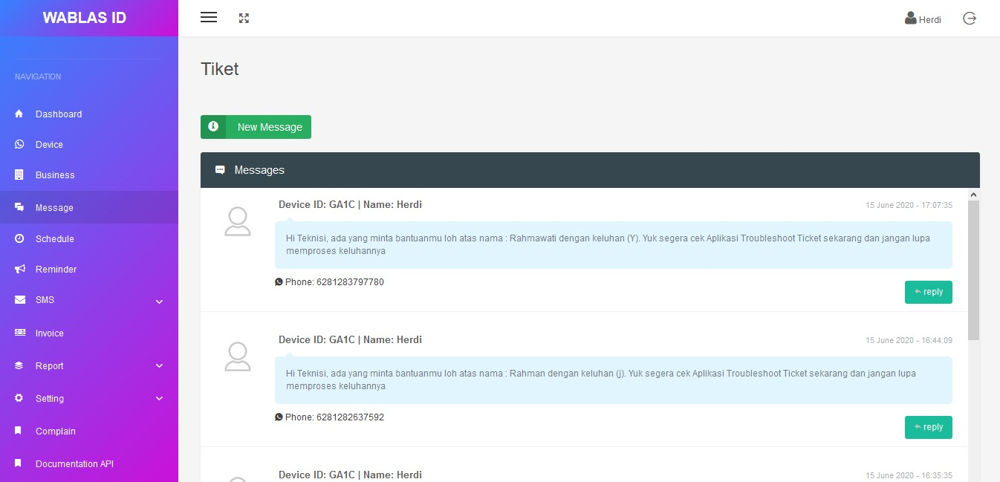 WABLAS ID
Herdi
NAVIGATION
Dashboard
Device
Business
Message
Schedule
Reminder
SMS
Invoice
Report
Setting
Complain
Documentation API
Tiket
New Message
Messages
Device ID: GA1C | Name: Herdi
15 June 2020 - 17:07:35
Hi Teknisi, ada yang minta bantuanmu loh atas nama : Rahmawati dengan keluhan (Y). Yuk segera cek Aplikasi Troubleshoot Ticket sekarang dan jangan lupa
memproses keluhannya
Phone: 6281283797780
reply
Device ID: GA1C | Name: Herdi
15 June 2020 - 16:44:09
Hi Teknisi, ada yang minta bantuanmu loh atas nama : Rahman dengan keluhan (j). Yuk segera cek Aplikasi Troubleshoot Ticket sekarang dan jangan lupa
memproses keluhannya
Phone: 6281282637592
reply
Device ID: GA1C | Name: Herdi
15 June 2020 - 16:35:35